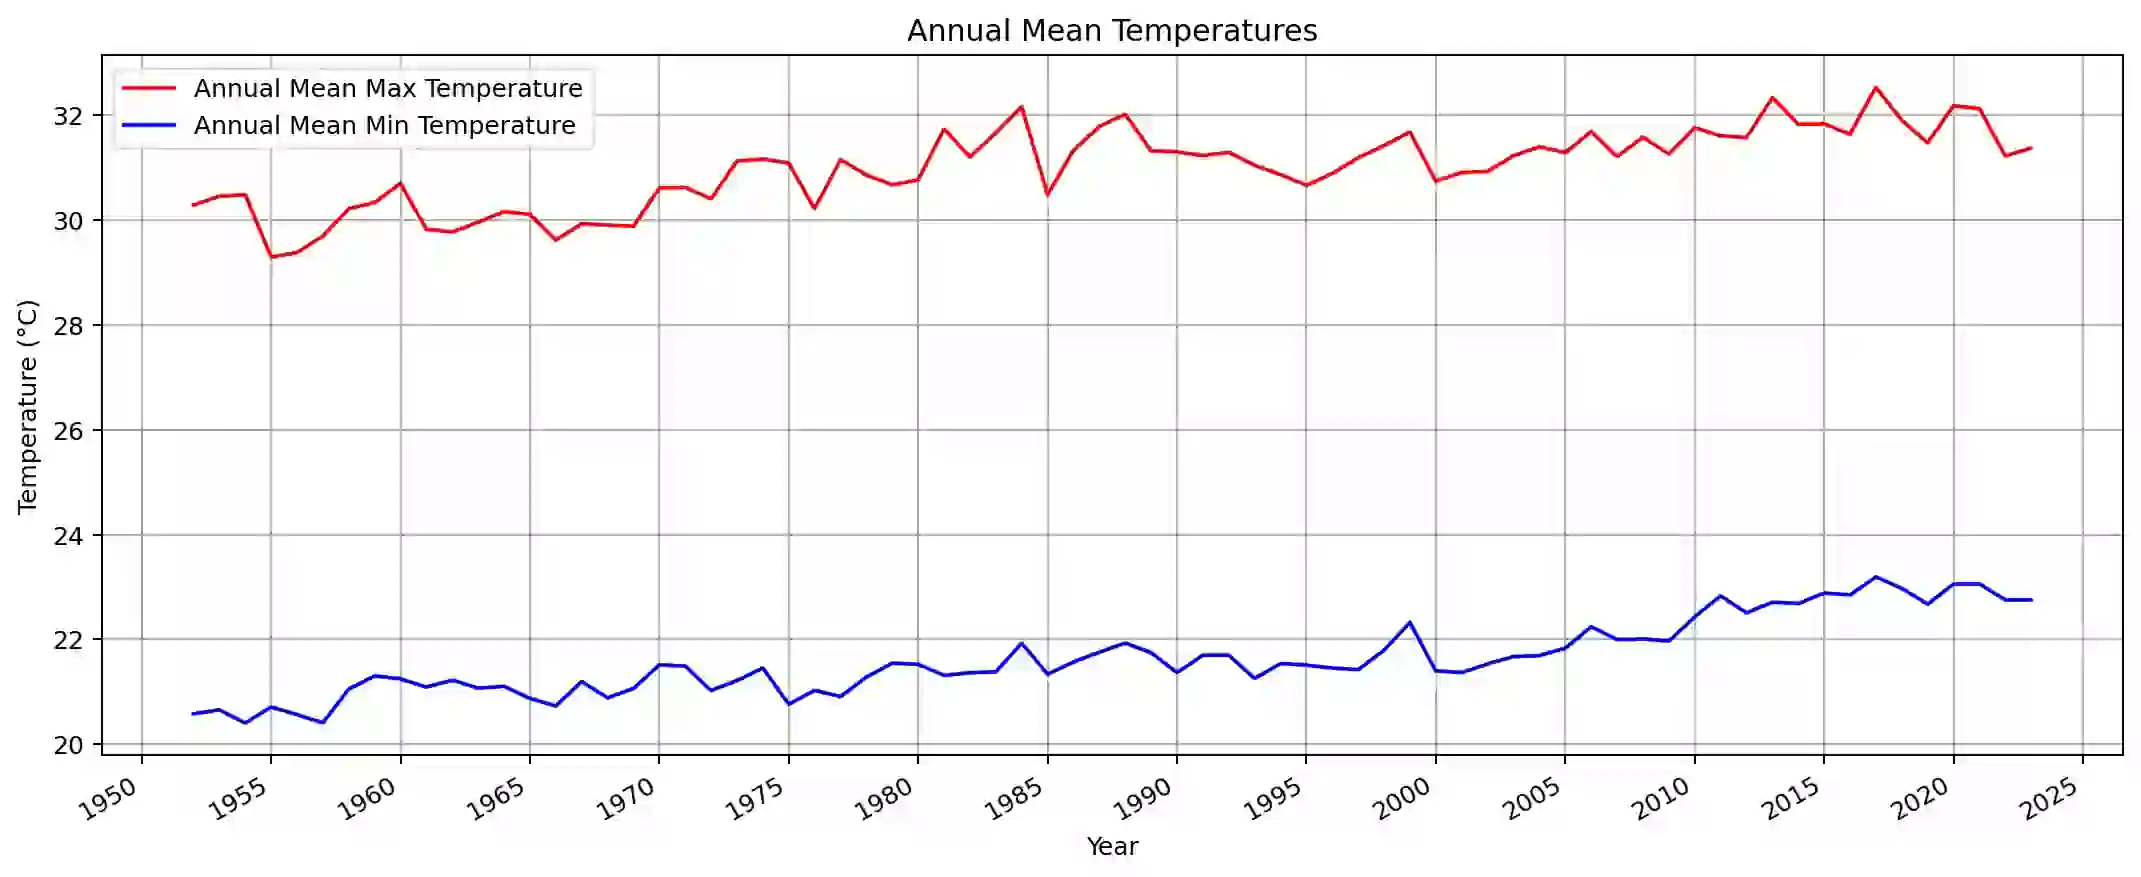 Annual Mean Temperatures
Annual Mean Max Temperature
Annual Mean Min Temperature
Temperature (°C)
32
30
28
26
24
22
20
1950 1955 1960 1965 1970 1975 1980 1985 1990 1995 2000 2005 2010 2015 2020 2025
Year